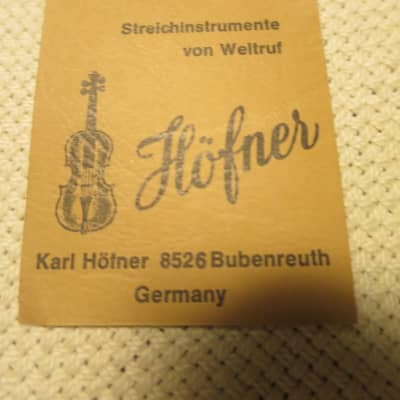 Streichinstrumente
von Weltruf
Höfner
Karl Höfner 8526 Bubenreuth
Germany